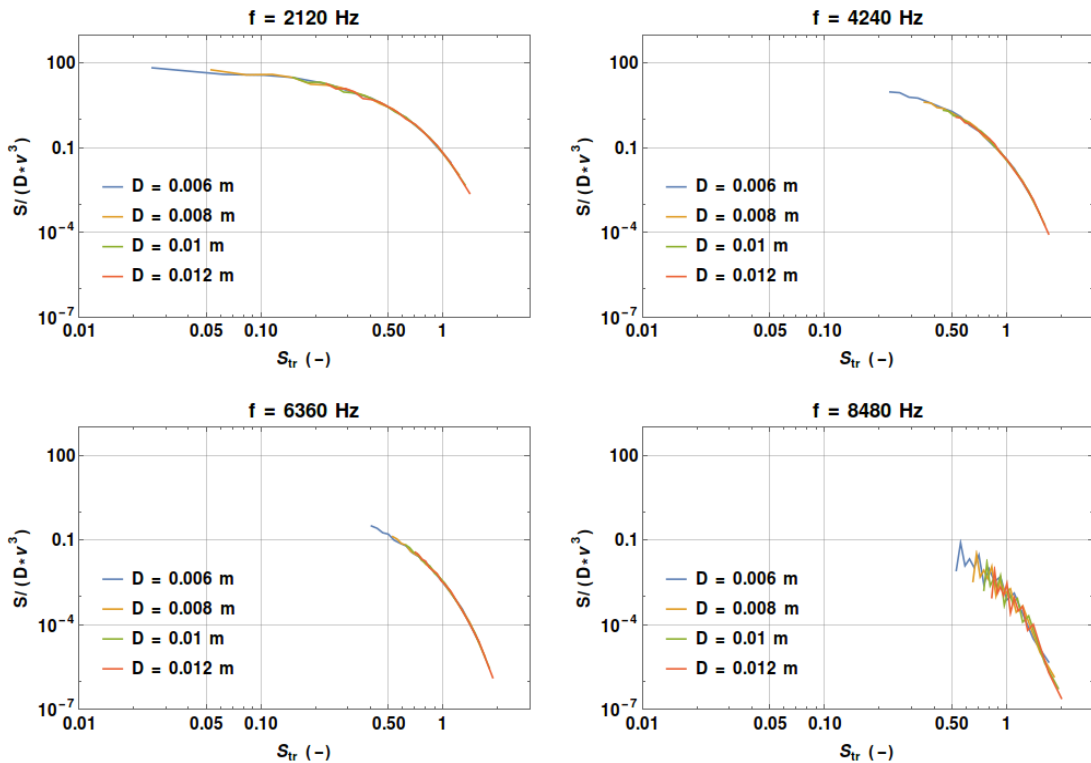 f = 2120 Hz
100
0.1
10^-4
10^-7
S/(D*v^3)
D = 0.006 m
D = 0.008 m
D = 0.01 m
D = 0.012 m
0.01 0.05 0.10 0.50 1
S_tr (-)
f = 4240 Hz
100
0.1
10^-4
10^-7
S/(D*v^3)
D = 0.006 m
D = 0.008 m
D = 0.01 m
D = 0.012 m
0.01 0.05 0.10 0.50 1
S_tr (-)
f = 6360 Hz
100
0.1
10^-4
10^-7
S/(D*v^3)
D = 0.006 m
D = 0.008 m
D = 0.01 m
D = 0.012 m
0.01 0.05 0.10 0.50 1
S_tr (-)
f = 8480 Hz
100
0.1
10^-4
10^-7
S/(D*v^3)
D = 0.006 m
D = 0.008 m
D = 0.01 m
D = 0.012 m
0.01 0.05 0.10 0.50 1
S_tr (-)